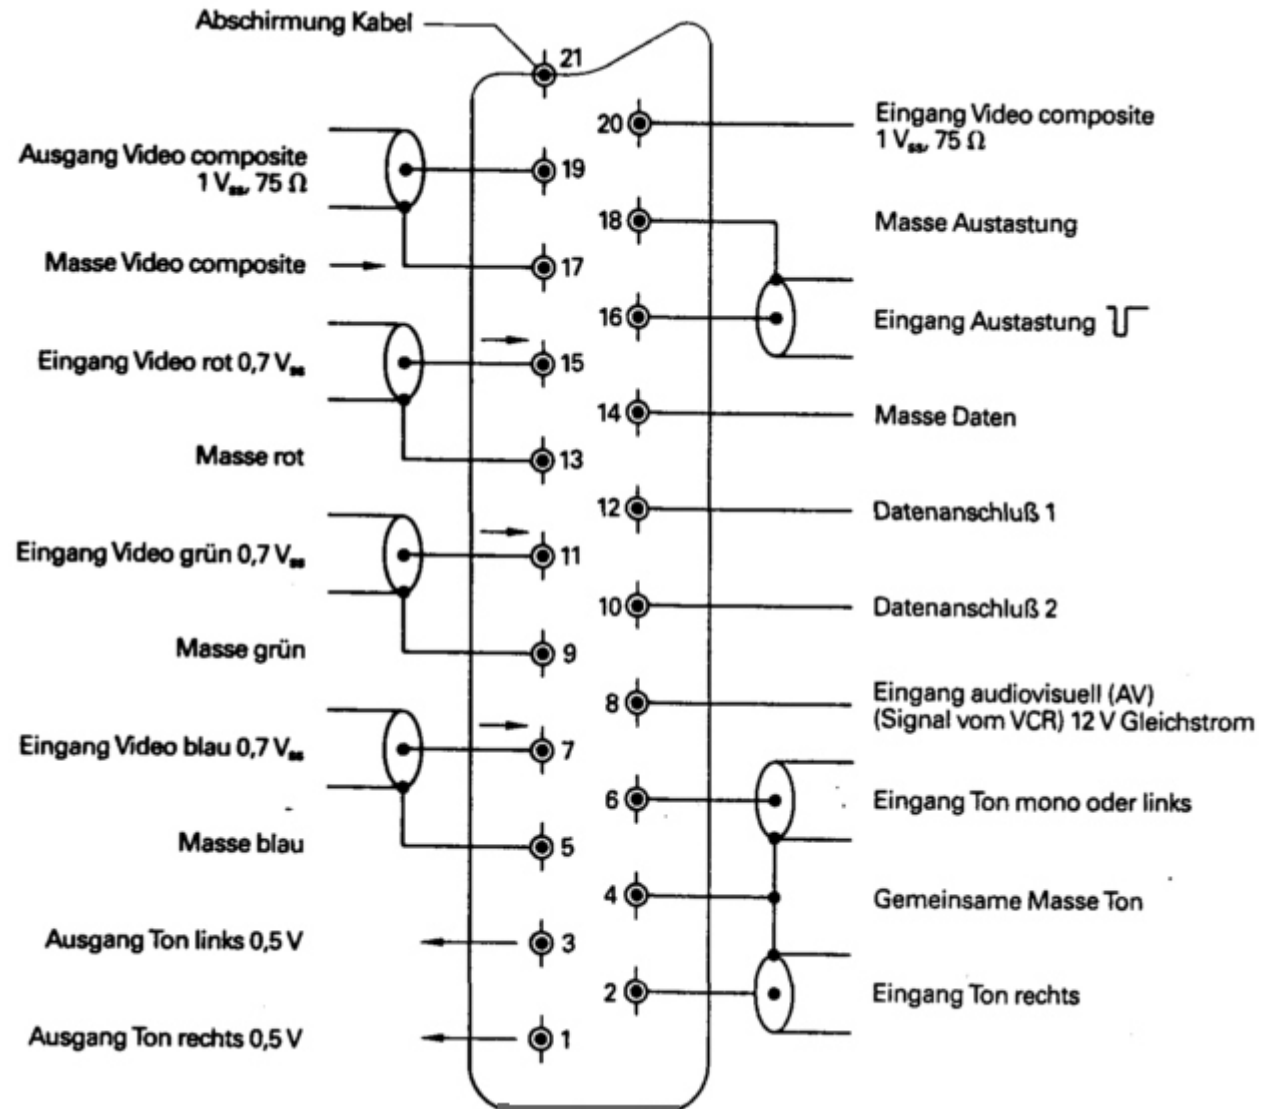 Abschirmung Kabel
21
20
Eingang Video composite
1 Vss, 75 Ω
Ausgang Video composite
1 Vss, 75 Ω
19
18
Masse Austastung
Masse Video composite
17
16
Eingang Austastung
Eingang Video rot 0,7 Vss
15
14
Masse Daten
Masse rot
13
12
Datenanschluß 1
Eingang Video grün 0,7 Vss
11
10
Datenanschluß 2
Masse grün
9
8
Eingang audiovisuell (AV)
(Signal vom VCR) 12 V Gleichstrom
Eingang Video blau 0,7 Vss
7
6
Eingang Ton mono oder links
Masse blau
5
4
Gemeinsame Masse Ton
Ausgang Ton links 0,5 V
3
2
Eingang Ton rechts
Ausgang Ton rechts 0,5 V
1